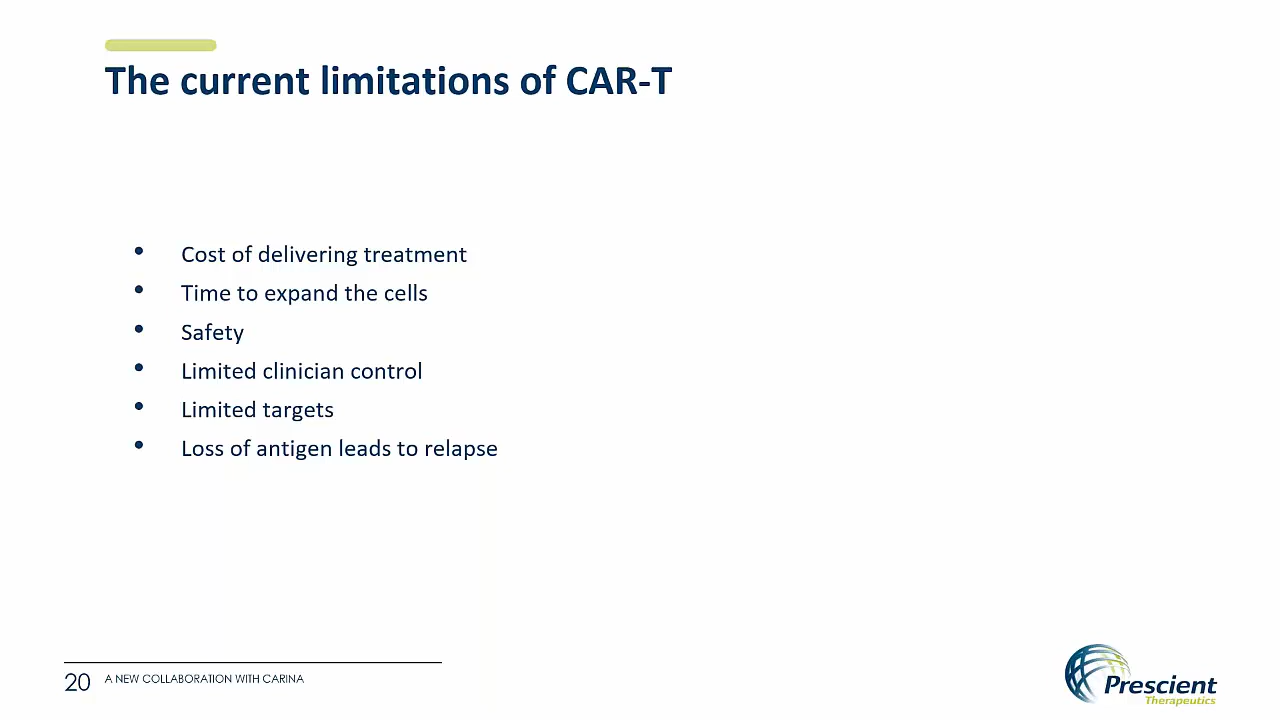 The current limitations of CAR-T
• Cost of delivering treatment
• Time to expand the cells
• Safety
• Limited clinician control
• Limited targets
• Loss of antigen leads to relapse
20 A NEW COLLABORATION WITH CARINA
Prescient
Therapeutics